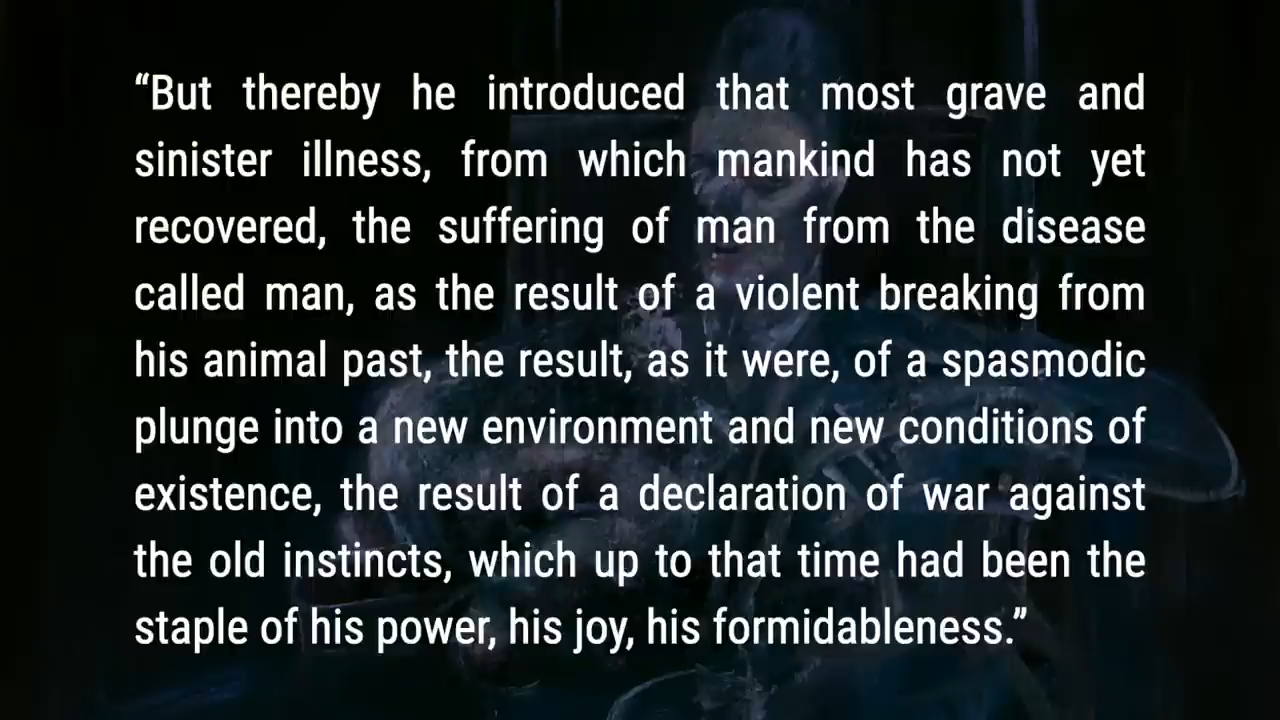 “But thereby he introduced that most grave and
sinister illness, from which mankind has not yet
recovered, the suffering of man from the disease
called man, as the result of a violent breaking from
his animal past, the result, as it were, of a spasmodic
plunge into a new environment and new conditions of
existence, the result of a declaration of war against
the old instincts, which up to that time had been the
staple of his power, his joy, his formidableness.”